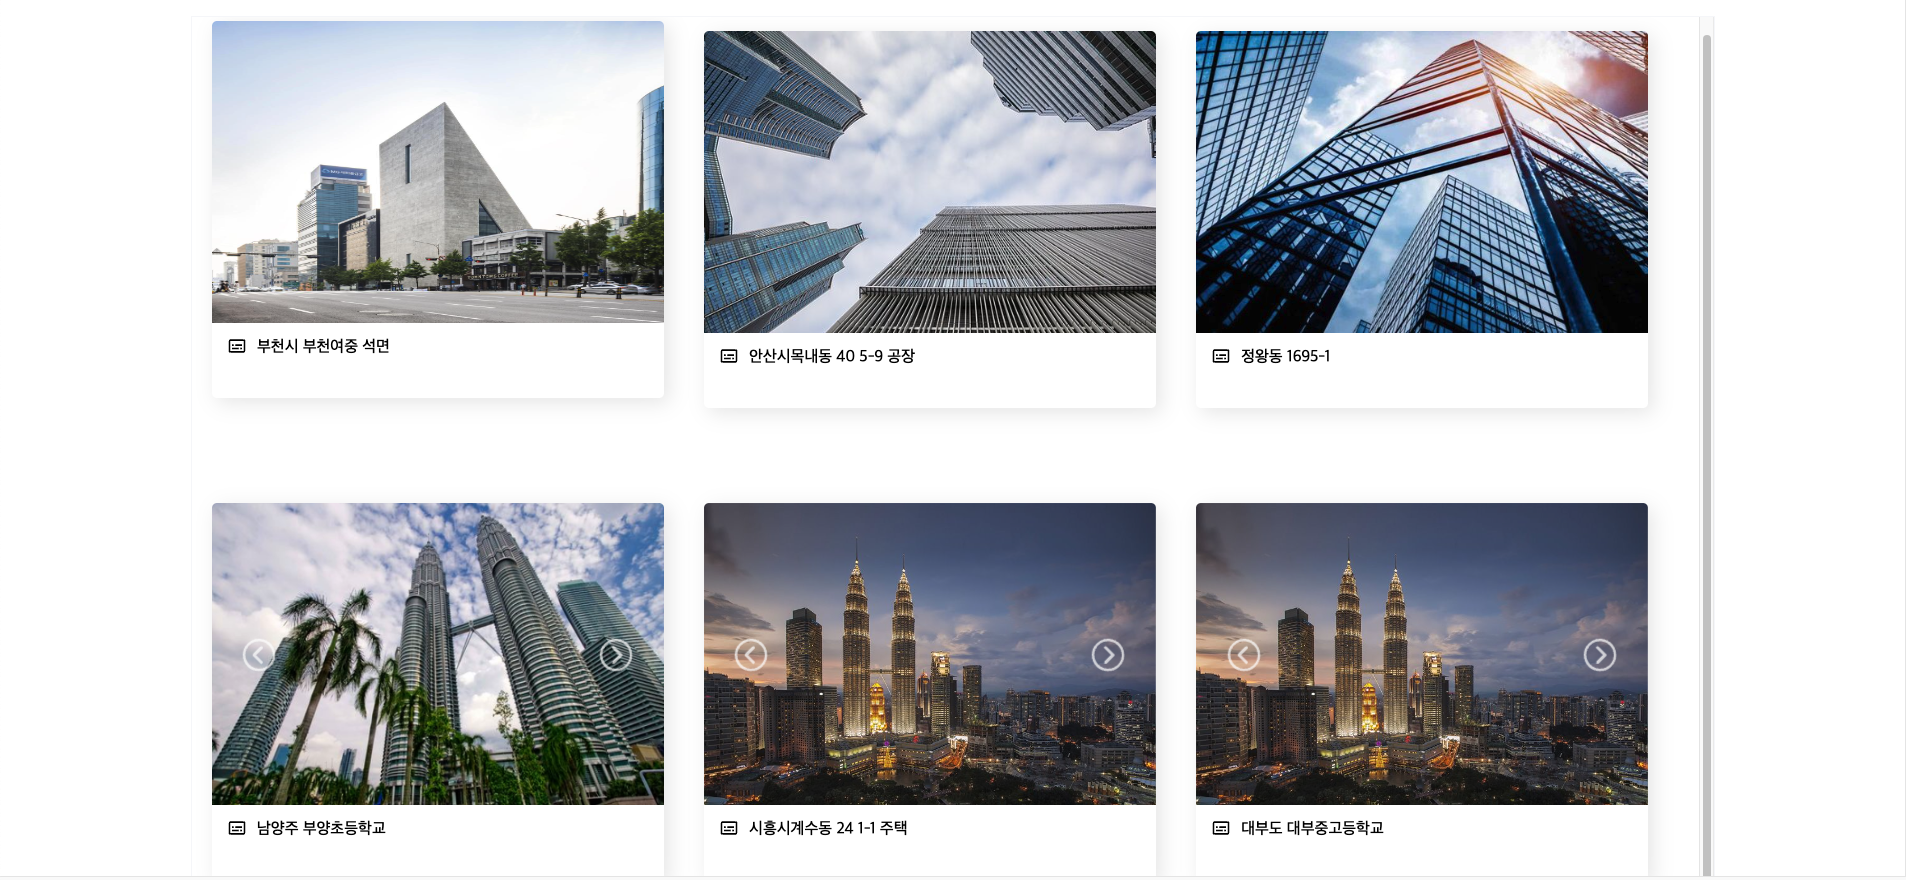 부천시 부천여중 석면
안산시목내동 40 5-9 공장
정왕동 1695-1
남양주 부양초등학교
시흥시계수동 24 1-1 주택
대부도 대부중고등학교